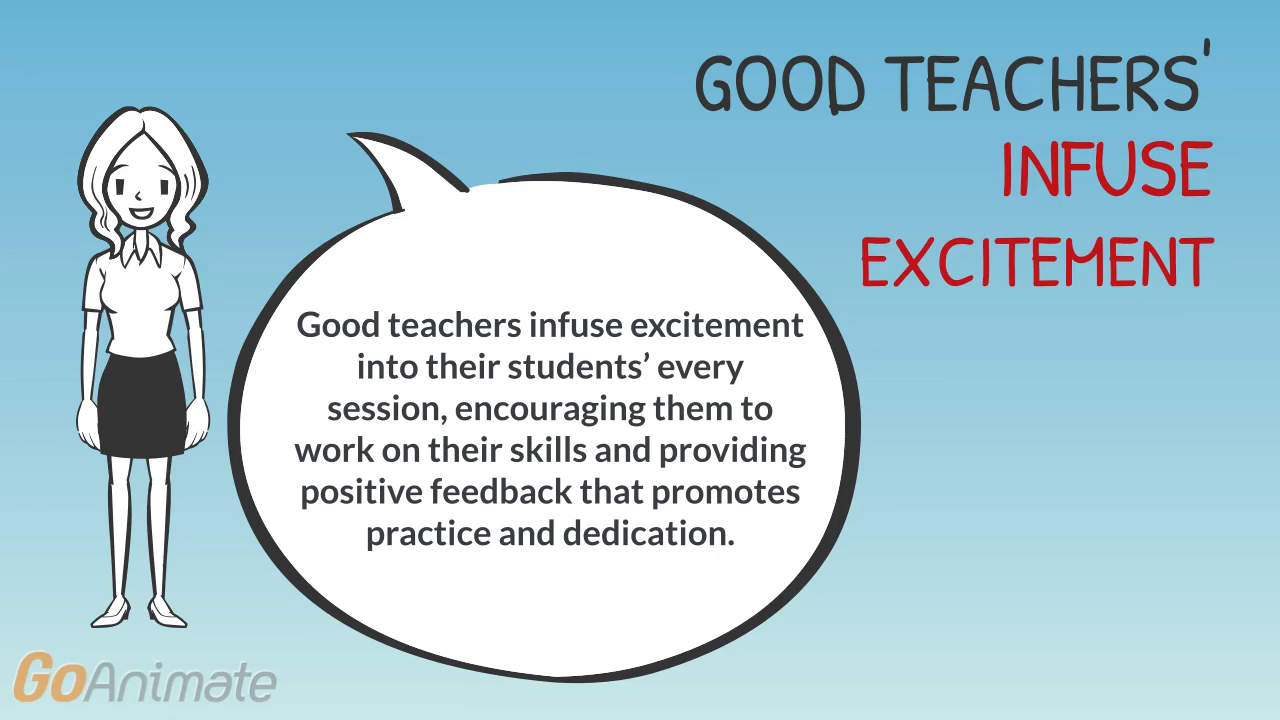 GOOD TEACHERS'
INFUSE
EXCITEMENT
Good teachers infuse excitement
into their students’ every
session, encouraging them to
work on their skills and providing
positive feedback that promotes
practice and dedication.
GoAnimate